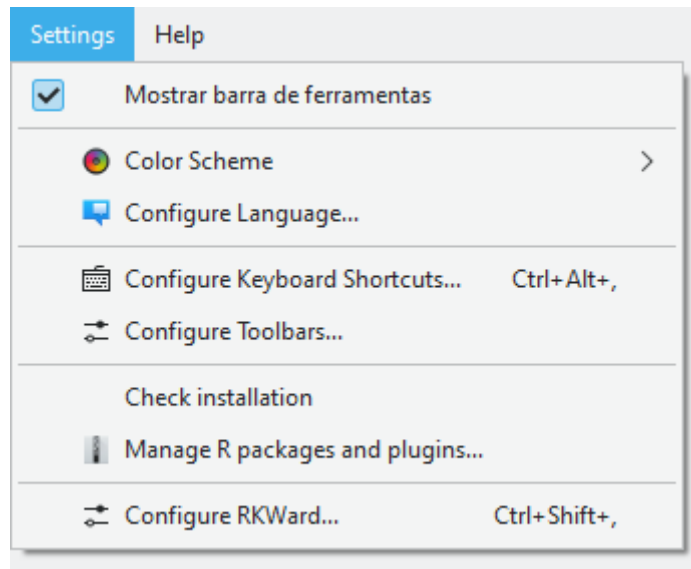 Settings Help
Mostrar barra de ferramentas
Color Scheme
Configure Language...
Configure Keyboard Shortcuts... Ctrl+Alt+,
Configure Toolbars...
Check installation
Manage R packages and plugins...
Configure RKWard... Ctrl+Shift+,